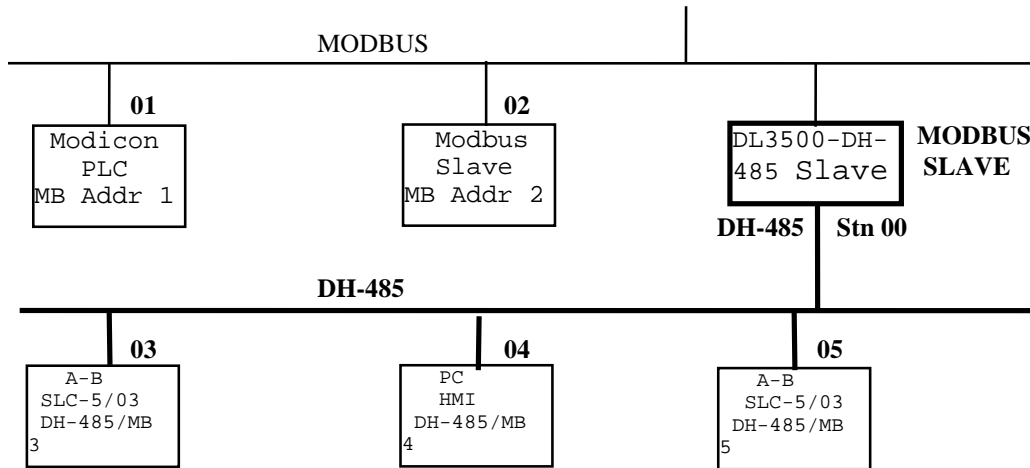 MODBUS
01
02
Modicon
PLC
MB Addr 1
Modbus
Slave
MB Addr 2
DL3500-DH-
485 Slave
MODBUS
SLAVE
DH-485 Stn 00
DH-485
03
04
05
A-B
SLC-5/03
DH-485/MB
3
PC
HMI
DH-485/MB
4
A-B
SLC-5/03
DH-485/MB
5